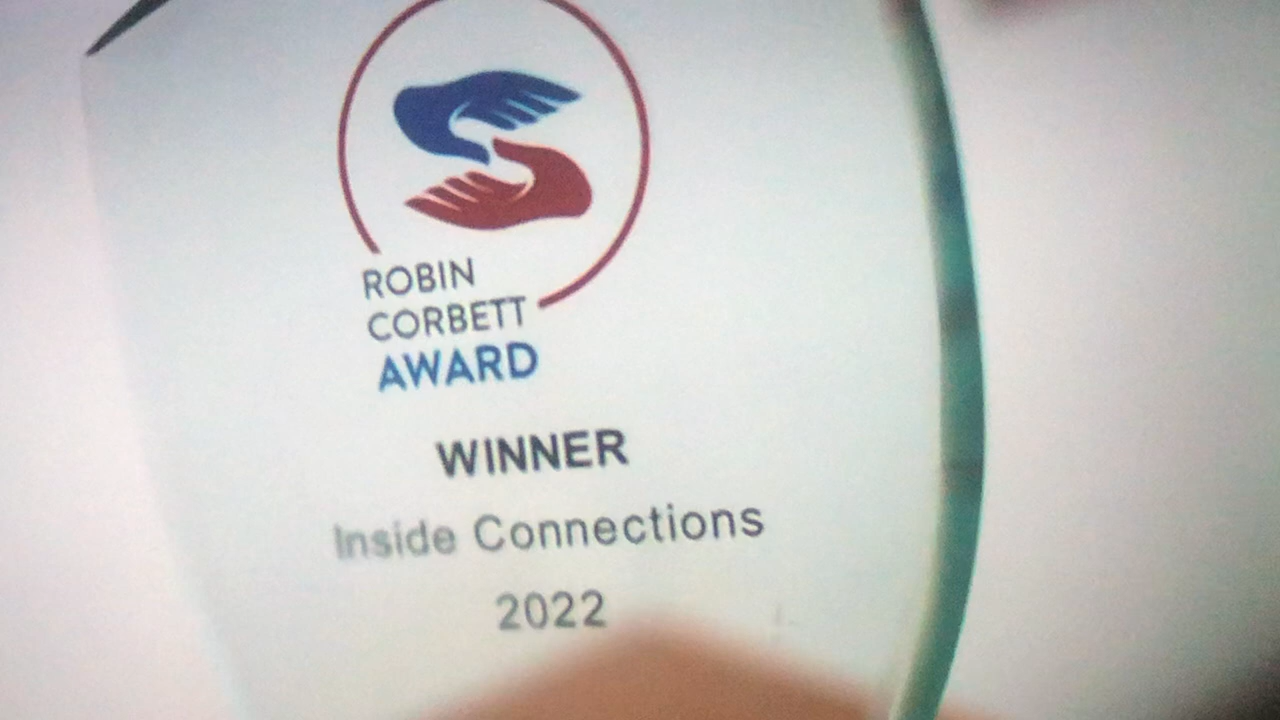 ROBIN
CORBETT
AWARD
WINNER
Inside Connections
2022